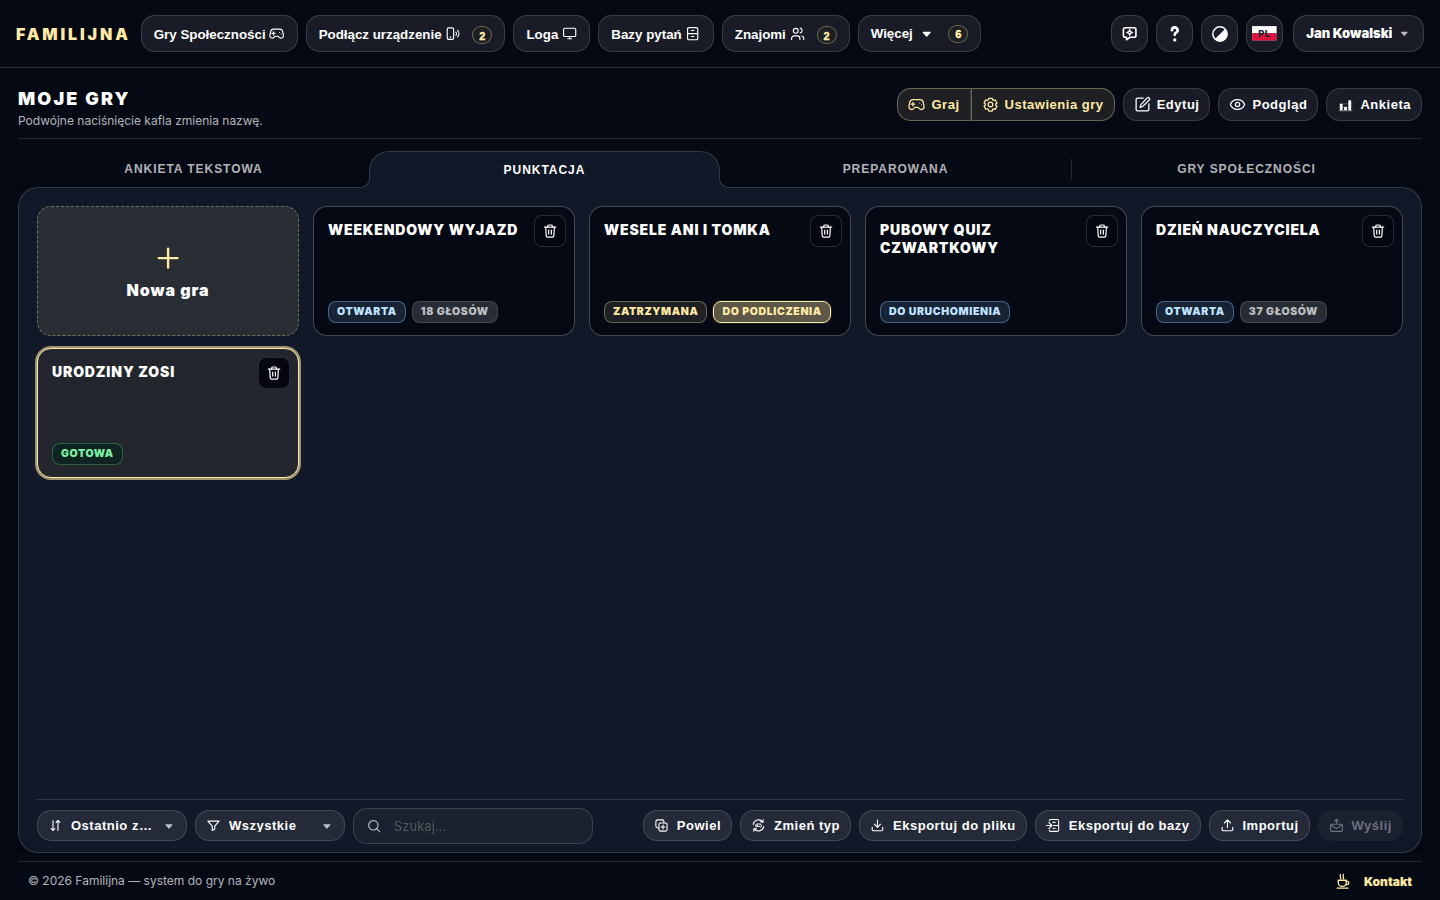 FAMILIJNA
Gry Społeczności
Podłącz urządzenie 2
Loga
Bazy pytań
Znajomi 2
Więcej 6
?
PL
Jan Kowalski
MOJE GRY
Podwójne naciśnięcie kafla zmienia nazwę.
Graj
Ustawienia gry
Edytuj
Podgląd
Ankieta
ANKIETA TEKSTOWA
PUNKTACJA
PREPAROWANA
GRY SPOŁECZNOŚCI
Nowa gra
WEEKENDOWY WYJAZD
OTWARTA
18 GŁOSÓW
WESELE ANI I TOMKA
ZATRZYMANA
DO PODLICZENIA
PUBOWY QUIZ
CZWARTKOWY
DO URUCHOMIENIA
DZIEŃ NAUCZYCIELA
OTWARTA
37 GŁOSÓW
URODZINY ZOSI
GOTOWA
Ostatnio z...
Wszystkie
Szukaj...
Powiel
Zmień typ
Eksportuj do pliku
Eksportuj do bazy
Importuj
Wyślij
© 2026 Familijna — system do gry na żywo
Kontakt